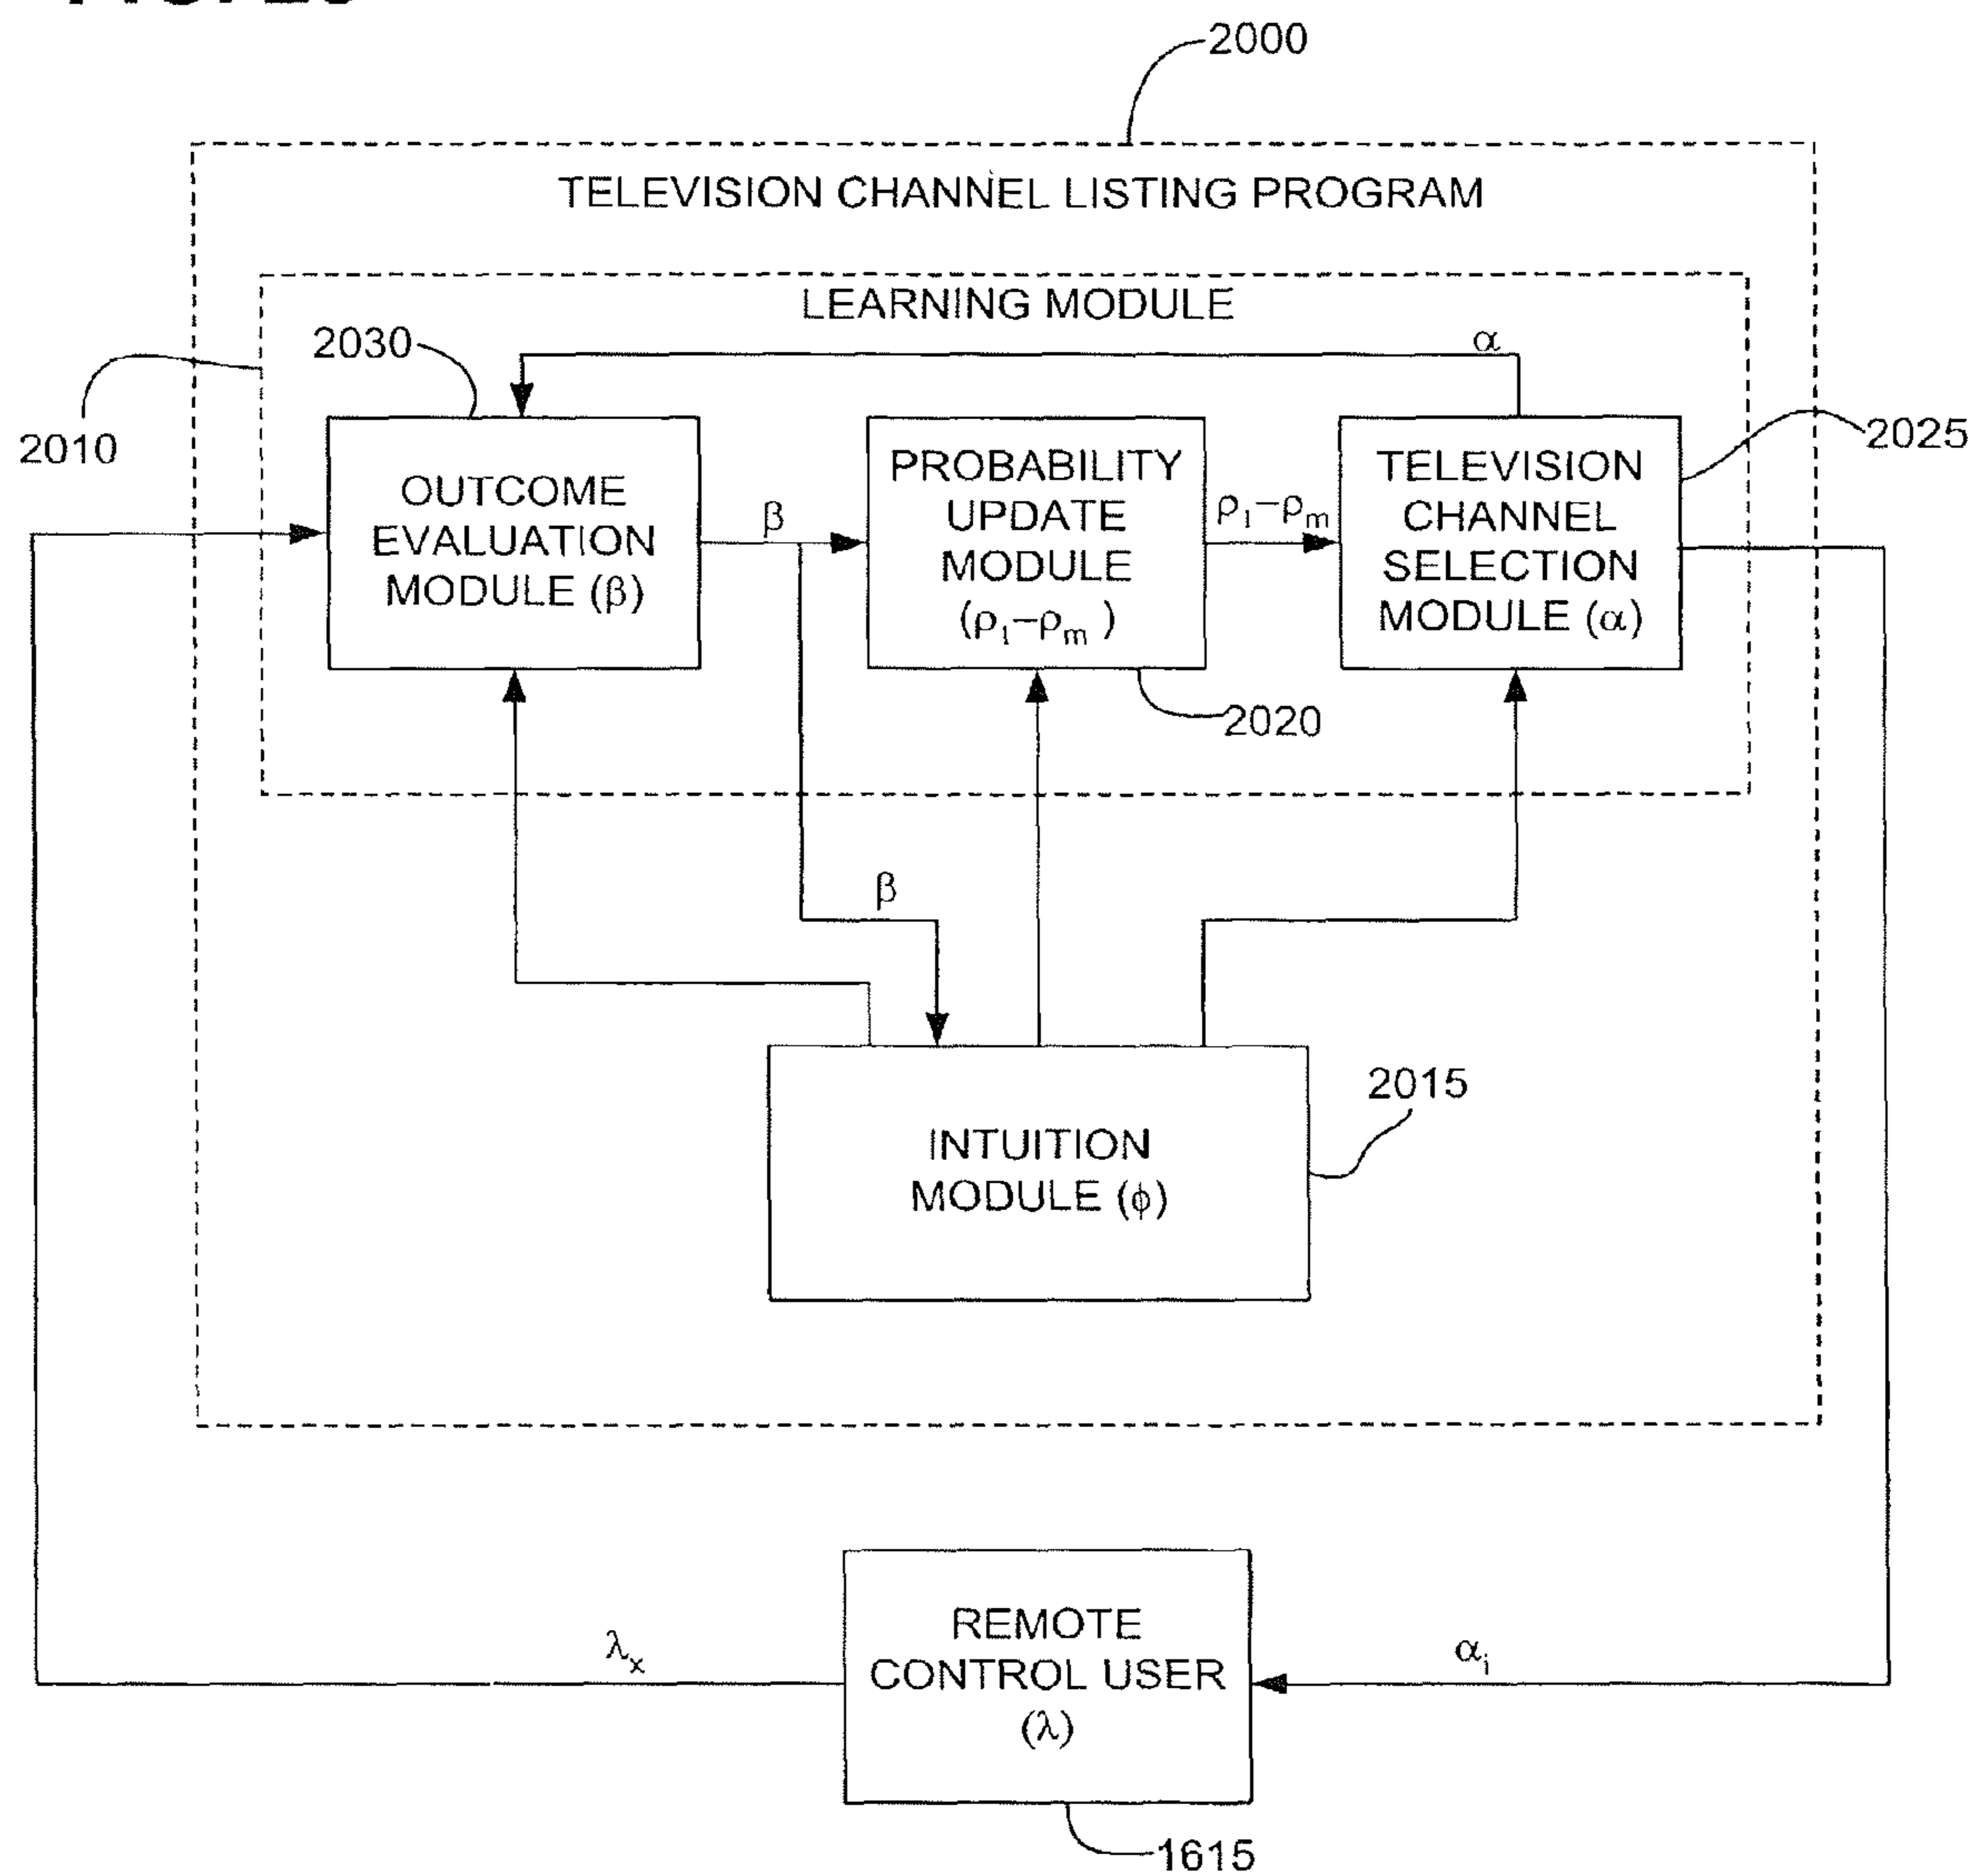 2000
TELEVISION CHANNEL LISTING PROGRAM
LEARNING MODULE
2030
α
2010
2025
OUTCOME
EVALUATION
MODULE (β)
β
PROBABILITY
UPDATE
MODULE
(ρ₁–ρₘ )
ρ₁–ρₘ
TELEVISION
CHANNEL
SELECTION
MODULE (α)
2020
β
2015
INTUITION
MODULE (ϕ)
λₓ
REMOTE
CONTROL USER
(λ)
αᵢ
1615